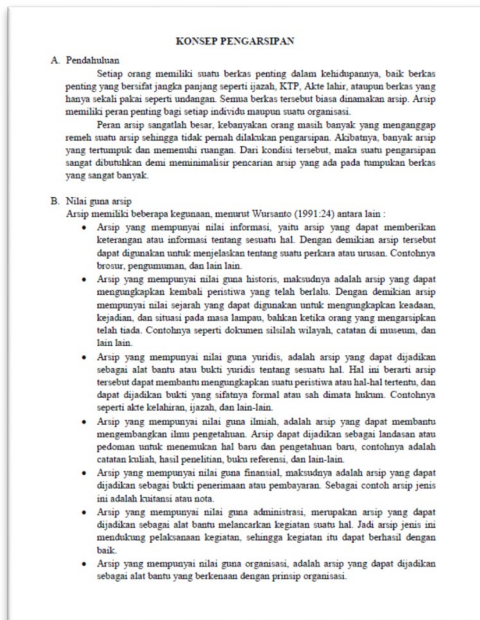 KONSEP PENGARSIPAN
A. Pendahuluan
Setiap orang memiliki suatu berkas penting dalam kehidupannya, baik berkas
penting yang bersifat jangka panjang seperti ijazah, KTP, Akte lahir, ataupun berkas yang
hanya sekali pakai seperti undangan. Semua berkas tersebut biasa dinamakan arsip. Arsip
memiliki peran penting bagi setiap individu maupun suatu organisasi.
Peran arsip sangatlah besar, kebanyakan orang masih banyak yang menganggap
remeh suatu arsip sehingga tidak pernah dilakukan pengarsipan. Akibatnya, banyak arsip
yang tertumpuk dan memenuhi ruangan. Dari kondisi tersebut, maka suatu pengarsipan
sangat dibutuhkan demi meminimalisir pencarian arsip yang ada pada tumpukan berkas
yang sangat banyak.
B. Nilai guna arsip
Arsip memiliki beberapa kegunaan, menurut Wursanto (1991:24) antara lain :
• Arsip yang mempunyai nilai informasi, yaitu arsip yang dapat memberikan
keterangan atau informasi tentang sesuatu hal. Dengan demikian arsip tersebut
dapat digunakan untuk menjelaskan tentang suatu perkara atau urusan. Contohnya
brosur, pengumuman, dan lain lain.
• Arsip yang mempunyai nilai guna historis, maksudnya adalah arsip yang dapat
mengungkapkan kembali peristiwa yang telah berlalu. Dengan demikian arsip
mempunyai nilai sejarah yang dapat digunakan untuk mengungkapkan keadaan,
kejadian, dan situasi pada masa lampau, bahkan ketika orang yang mengarsipkan
telah tiada. Contohnya seperti dokumen silsilah wilayah, catatan di museum, dan
lain lain.
• Arsip yang mempunyai nilai guna yuridis, adalah arsip yang dapat dijadikan
sebagai alat bantu atau bukti yuridis tentang sesuatu hal. Hal ini berarti arsip
tersebut dapat membantu mengungkapkan suatu peristiwa atau hal-hal tertentu, dan
dapat dijadikan bukti yang sifatnya formal atau sah dimata hukum. Contohnya
seperti akte kelahiran, ijazah, dan lain-lain.
• Arsip yang mempunyai nilai guna ilmiah, adalah arsip yang dapat membantu
mengembangkan ilmu pengetahuan. Arsip dapat dijadikan sebagai landasan atau
pedoman untuk menemukan hal baru dan pengetahuan baru, contohnya adalah
catatan kuliah, hasil penelitian, buku referensi, dan lain-lain.
• Arsip yang mempunyai nilai guna finansial, maksudnya adalah arsip yang dapat
dijadikan sebagai bukti penerimaan atau pembayaran. Sebagai contoh arsip jenis
ini adalah kuitansi atau nota.
• Arsip yang mempunyai nilai guna administrasi, merupakan arsip yang dapat
dijadikan sebagai alat bantu melancarkan kegiatan suatu hal. Jadi arsip jenis ini
mendukung pelaksanaan kegiatan, sehingga kegiatan itu dapat berhasil dengan
baik.
• Arsip yang mempunyai nilai guna organisasi, adalah arsip yang dapat dijadikan
sebagai alat bantu yang berkenaan dengan prinsip organisasi.